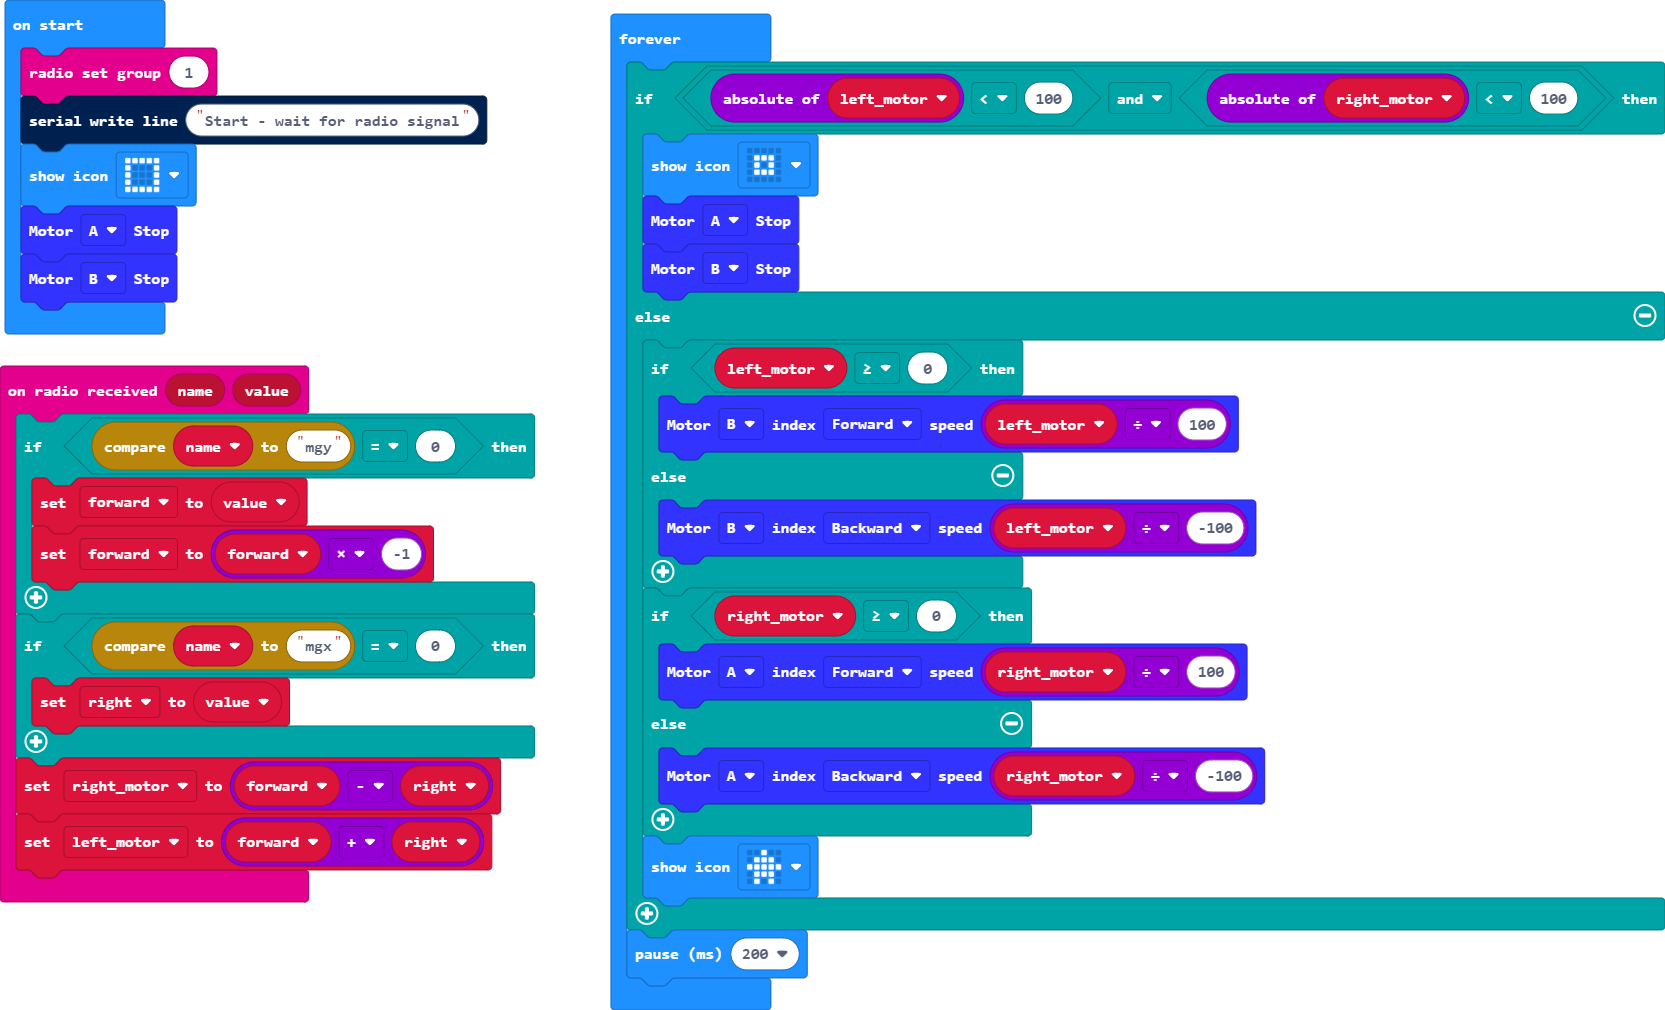 on start
radio set group 1
serial write line "Start - wait for radio signal"
show icon
Motor A Stop
Motor B Stop
on radio received name value
if compare name to "mgy" = 0 then
set forward to value
set forward to forward × -1
if compare name to "mgx" = 0 then
set right to value
set right_motor to forward - right
set left_motor to forward + right
forever
if absolute of left_motor < 100 and absolute of right_motor < 100 then
show icon
Motor A Stop
Motor B Stop
else
if left_motor ≥ 0 then
Motor B index Forward speed left_motor ÷ 100
else
Motor B index Backward speed left_motor ÷ -100
if right_motor ≥ 0 then
Motor A index Forward speed right_motor ÷ 100
else
Motor A index Backward speed right_motor ÷ -100
show icon
pause (ms) 200